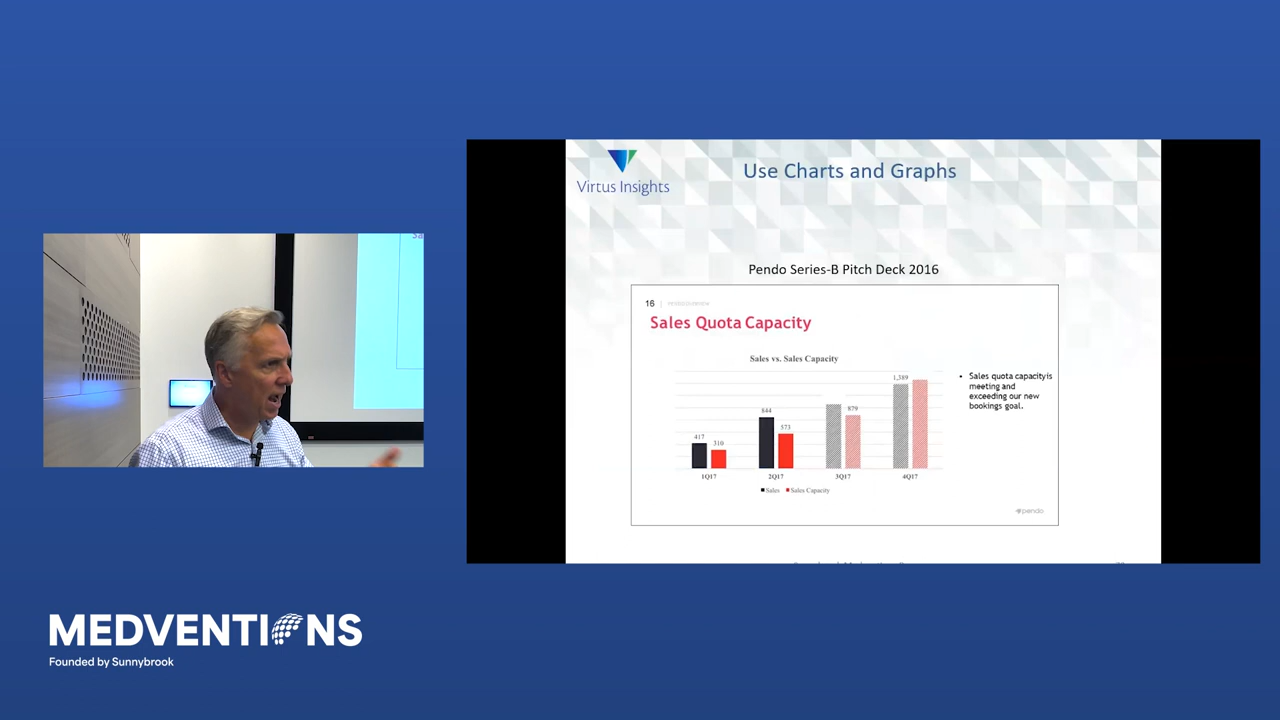 Virtus Insights
Use Charts and Graphs
Pendo Series-B Pitch Deck 2016
16
Sales Quota Capacity
Sales vs. Sales Capacity
417
310
844
573
879
1,389
1Q17
2Q17
3Q17
4Q17
Sales
Sales Capacity
• Sales quota capacity is
meeting and
exceeding our new
bookings goal.
pendo
MEDVENTIONS
Founded by Sunnybrook